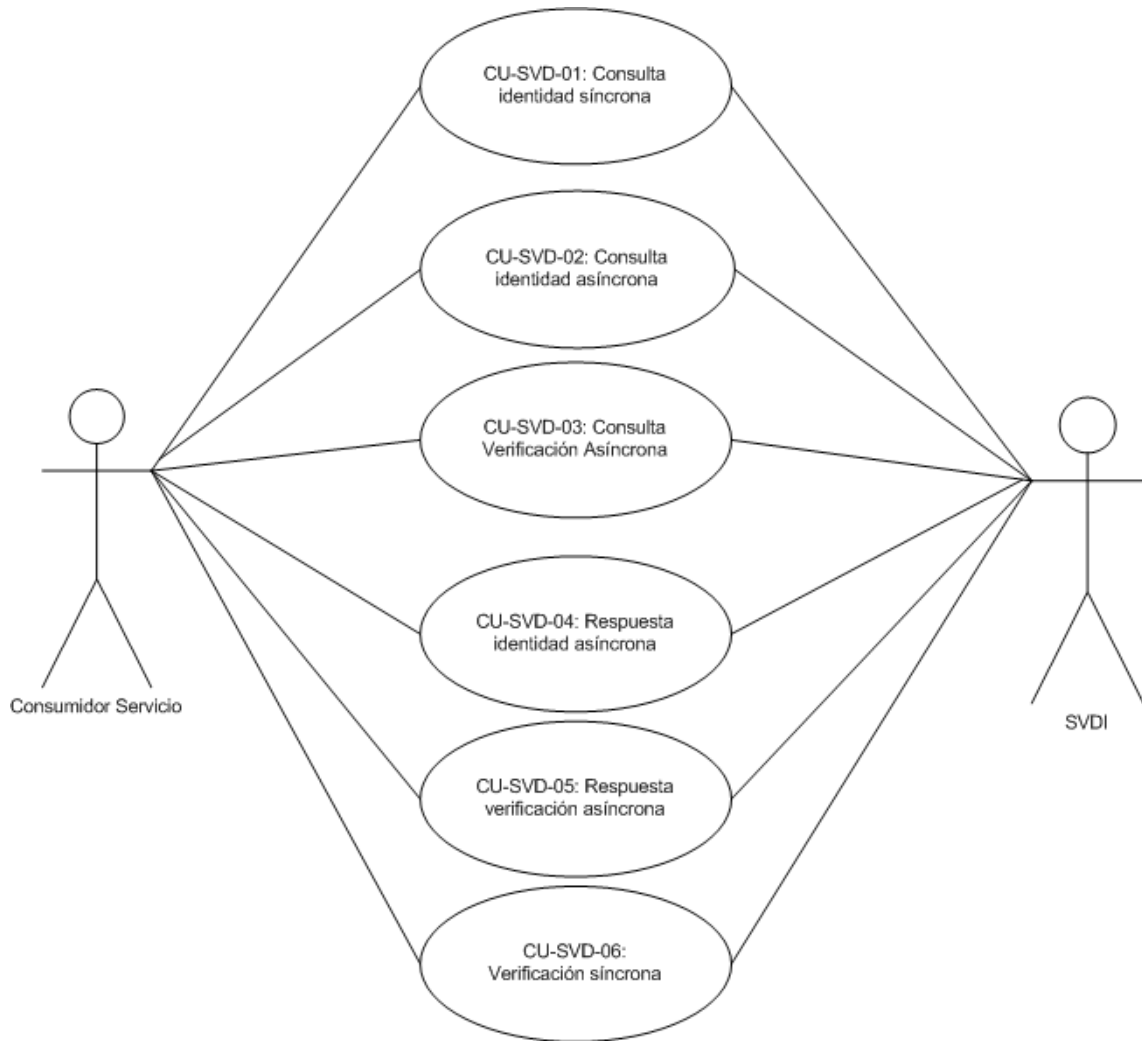 CU-SVD-01: Consulta
identidad síncrona
CU-SVD-02: Consulta
identidad asíncrona
CU-SVD-03: Consulta
Verificación Asíncrona
CU-SVD-04: Respuesta
identidad asíncrona
Consumidor Servicio
SVDI
CU-SVD-05: Respuesta
verificación asíncrona
CU-SVD-06:
Verificación síncrona